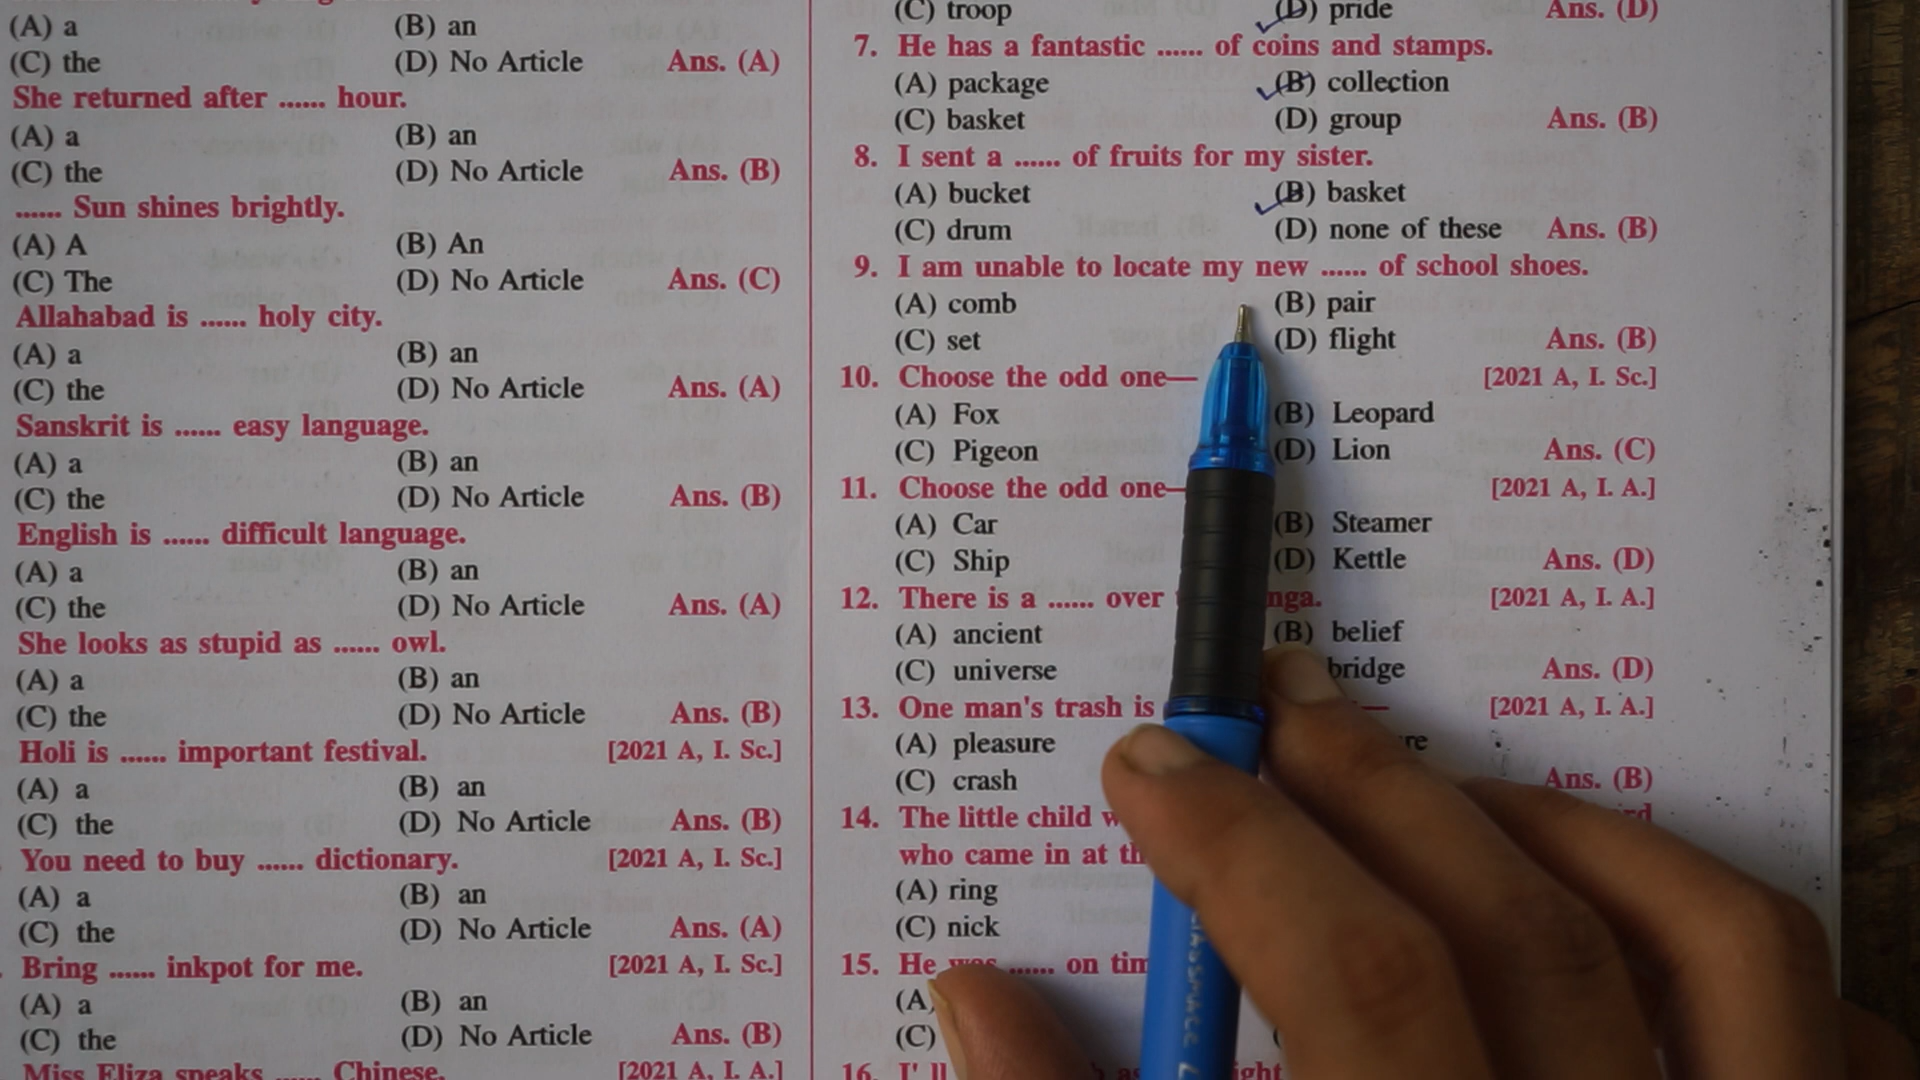 (A) a (B) an
(C) the (D) No Article Ans. (A)
She returned after ...... hour.
(A) a (B) an
(C) the (D) No Article Ans. (B)
...... Sun shines brightly.
(A) A (B) An
(C) The (D) No Article Ans. (C)
Allahabad is ...... holy city.
(A) a (B) an
(C) the (D) No Article Ans. (A)
Sanskrit is ...... easy language.
(A) a (B) an
(C) the (D) No Article Ans. (B)
English is ...... difficult language.
(A) a (B) an
(C) the (D) No Article Ans. (A)
She looks as stupid as ...... owl.
(A) a (B) an
(C) the (D) No Article Ans. (B)
Holi is ...... important festival. [2021 A, I. Sc.]
(A) a (B) an
(C) the (D) No Article Ans. (B)
You need to buy ...... dictionary. [2021 A, I. Sc.]
(A) a (B) an
(C) the (D) No Article Ans. (A)
Bring ...... inkpot for me. [2021 A, I. Sc.]
(A) a (B) an
(C) the (D) No Article Ans. (B)
Miss Eliza speaks ...... Chinese. [2021 A, I. A.]
(C) troop (D) pride Ans. (D)
7. He has a fantastic ...... of coins and stamps.
(A) package (B) collection
(C) basket (D) group Ans. (B)
8. I sent a ...... of fruits for my sister.
(A) bucket (B) basket
(C) drum (D) none of these Ans. (B)
9. I am unable to locate my new ...... of school shoes.
(A) comb (B) pair
(C) set (D) flight Ans. (B)
10. Choose the odd one— [2021 A, I. Sc.]
(A) Fox (B) Leopard
(C) Pigeon (D) Lion Ans. (C)
11. Choose the odd one— [2021 A, I. A.]
(A) Car (B) Steamer
(C) Ship (D) Kettle Ans. (D)
12. There is a ...... over nga. [2021 A, I. A.]
(A) ancient (B) belief
(C) universe bridge Ans. (D)
13. One man's trash is — [2021 A, I. A.]
(A) pleasure re
(C) crash Ans. (B)
14. The little child
who came in at
(A) ring
(C) nick
15. He was ...... on
(A)
(C)
16. I'll